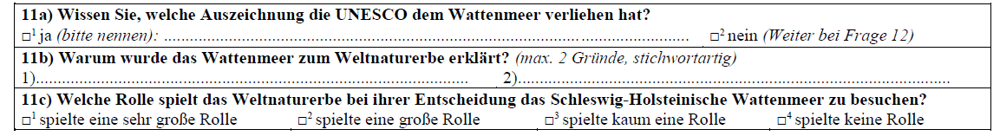 11a) Wissen Sie, welche Auszeichnung die UNESCO dem Wattenmeer verliehen hat?
□1 ja (bitte nennen): ........................................................................................................................ □2 nein (Weiter bei Frage 12)
11b) Warum wurde das Wattenmeer zum Weltnaturerbe erklärt? (max. 2 Gründe, stichwortartig)
1).................................................................................................... 2)....................................................................................................
11c) Welche Rolle spielt das Weltnaturerbe bei ihrer Entscheidung das Schleswig-Holsteinische Wattenmeer zu besuchen?
□1 spielte eine sehr große Rolle □2 spielte eine große Rolle □3 spielte kaum eine Rolle □4 spielte keine Rolle